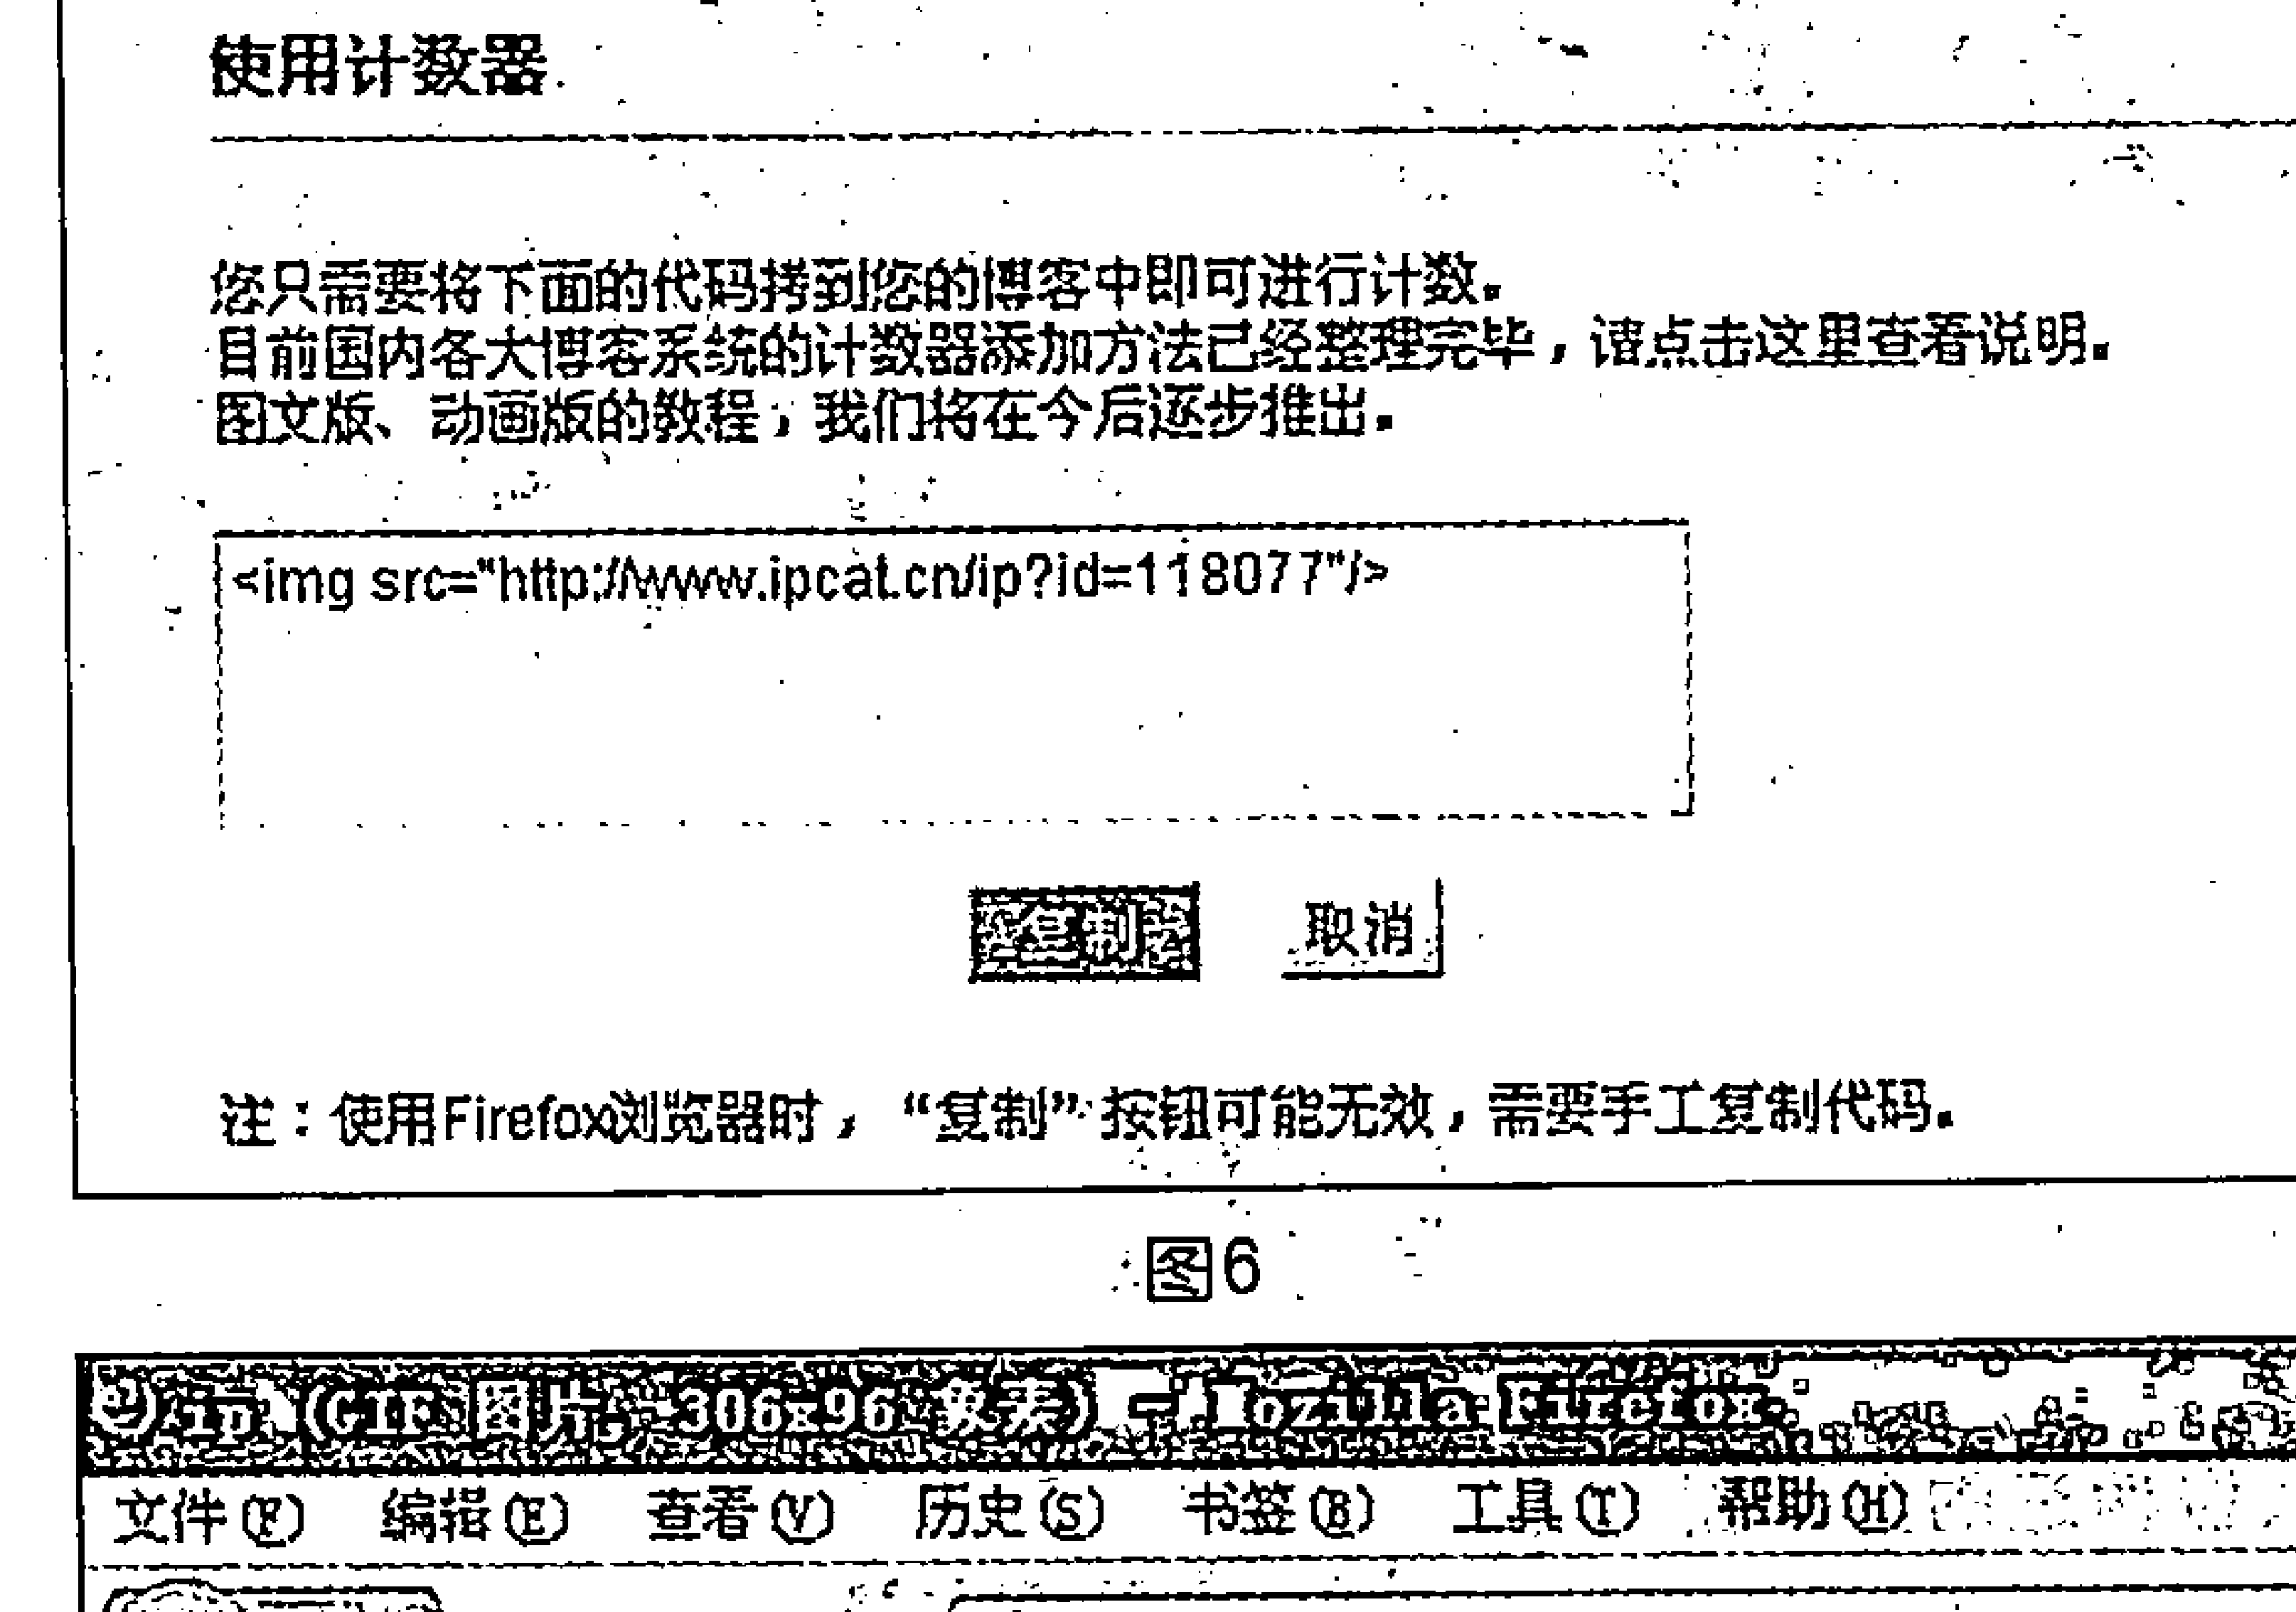 使用计数器
您只需要将下面的代码拷到您的博客中即可进行计数。
目前国内各大博客系统的计数器添加方法已经整理完毕，请点击这里查看说明。
图文版、动画版的教程，我们将在今后逐步推出。
<img src="http://www.ipcat.cn/ip?id=118077"/>
复制 取消
注：使用Firefox浏览器时，“复制”按钮可能无效，需要手工复制代码。
图6
ip (GIF 图片, 306x96 象素) - Mozilla Firefox
文件(F) 编辑(E) 查看(V) 历史(S) 书签(B) 工具(T) 帮助(H)